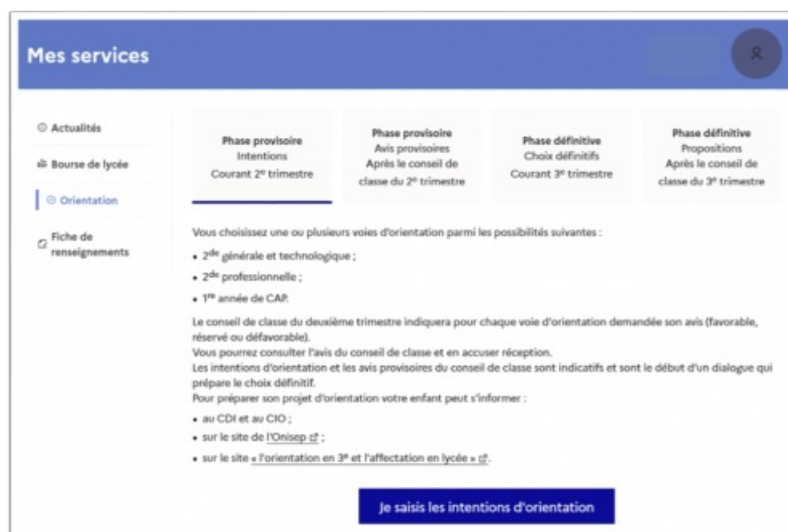 Mes services
Actualités
Bourse de lycée
Orientation
Fiche de
renseignements
Phase provisoire
Intentions
Courant 2e trimestre
Phase provisoire
Avis provisoires
Après le conseil de
classe du 2e trimestre
Phase définitive
Choix définitifs
Courant 3e trimestre
Phase définitive
Propositions
Après le conseil de
classe du 3e trimestre
Vous choisissez une ou plusieurs voies d'orientation parmi les possibilités suivantes :
• 2de générale et technologique ;
• 2de professionnelle ;
• 1re année de CAP.
Le conseil de classe du deuxième trimestre indiquera pour chaque voie d'orientation demandée son avis (favorable,
réservé ou défavorable).
Vous pourrez consulter l'avis du conseil de classe et en accuser réception.
Les intentions d'orientation et les avis provisoires du conseil de classe sont indicatifs et sont le début d'un dialogue qui
prépare le choix définitif.
Pour préparer son projet d'orientation votre enfant peut s'informer :
• au CDI et au CIO ;
• sur le site de l'Onisep ;
• sur le site « l'orientation en 3e et l'affectation en lycée ».
Je saisis les intentions d'orientation